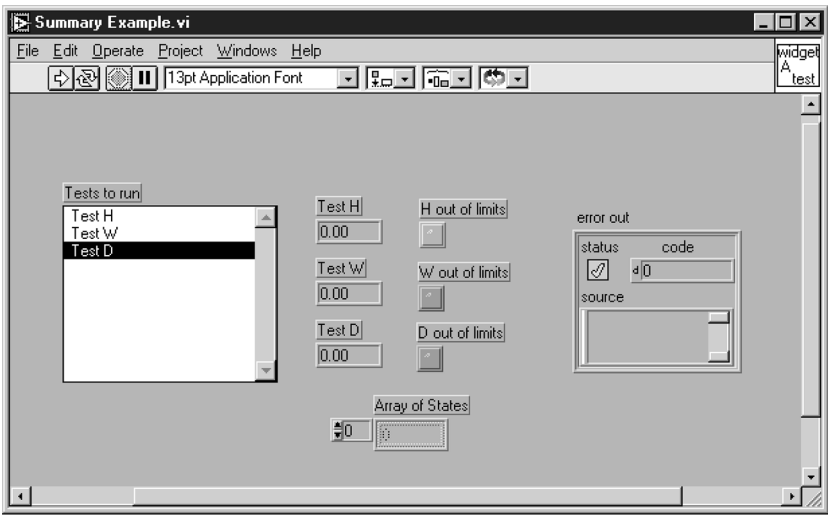 Summary Example.vi
File Edit Operate Project Windows Help
widget
A
test
13pt Application Font
Tests to run
Test H
Test W
Test D
Test H
0.00
H out of limits
Test W
0.00
W out of limits
Test D
0.00
D out of limits
error out
status code
d 0
source
Array of States
0
0